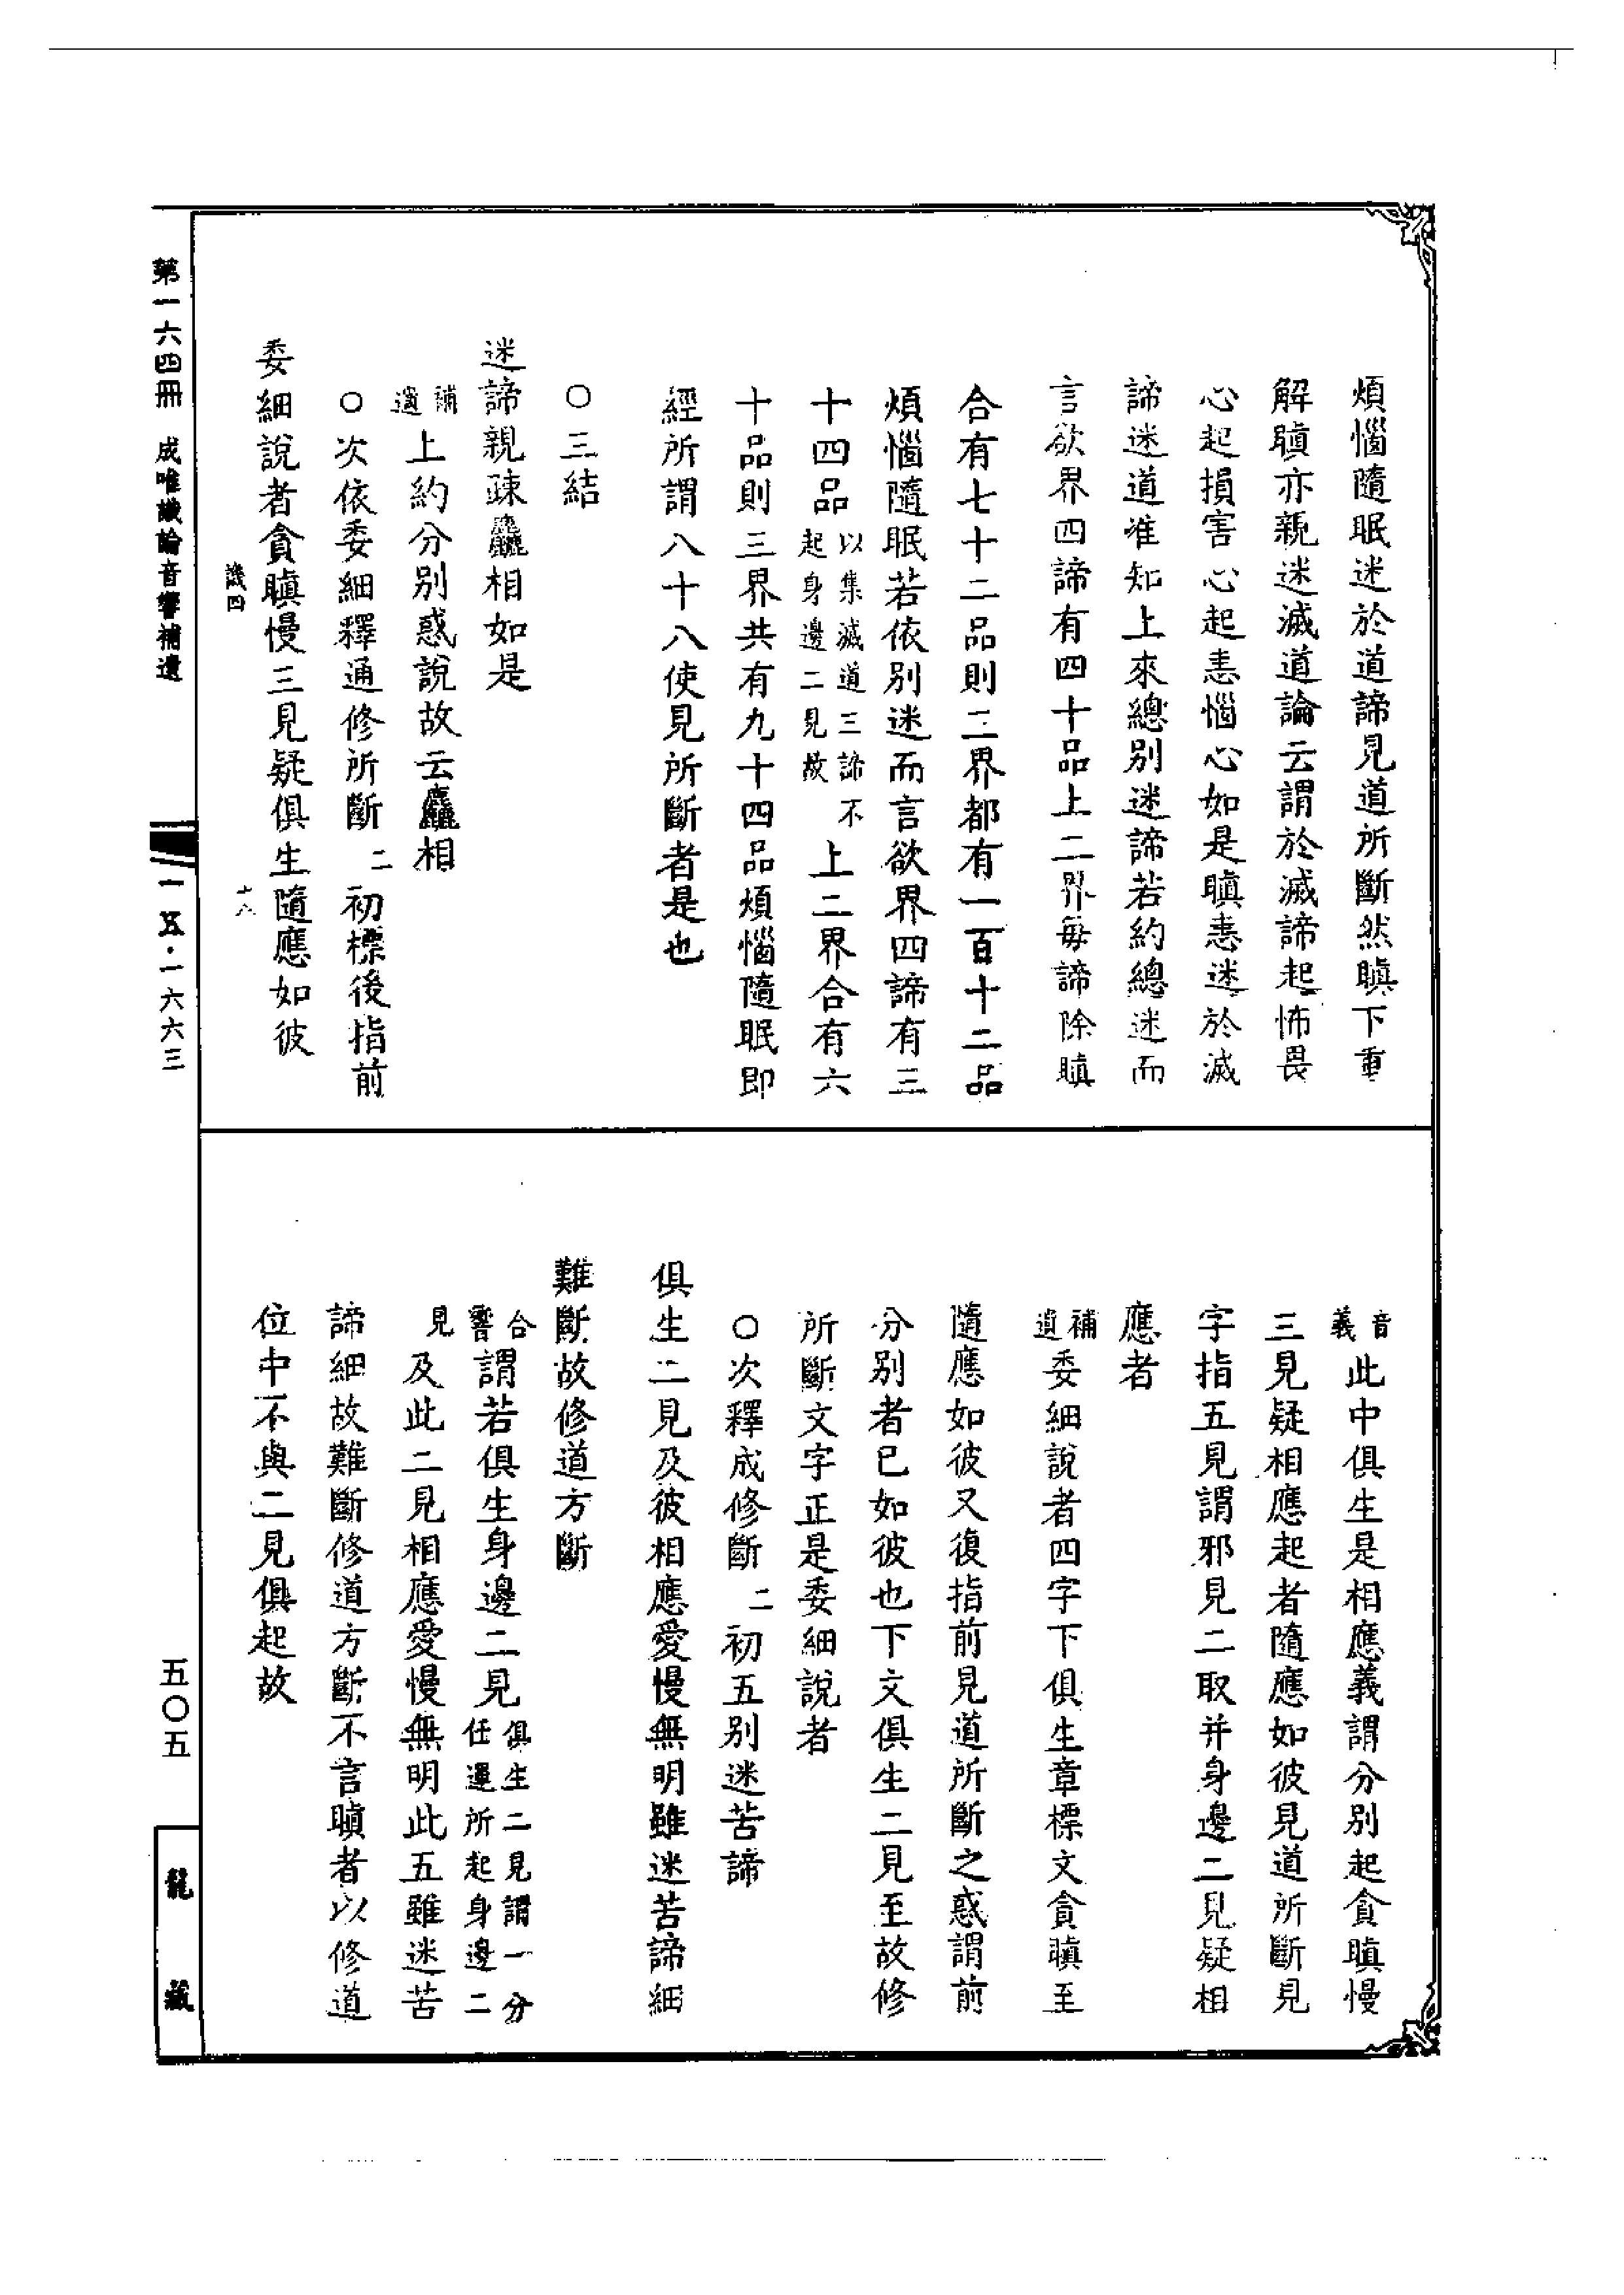 煩惱隨眠迷於道諦見道所斷然瞋下重
解瞋亦親迷滅道論云謂於滅諦起怖畏
心起損害心起恚惱心如是瞋恚迷於滅
諦迷道准知上來總別迷諦若約總迷而
言欲界四諦有四十品上二界每諦除瞋
合有七十二品則三界都有一百十二品
煩惱隨眠若依別迷而言欲界四諦有三
十四品以集滅道三諦不起身邊二見故上二界合有六
十品則三界共有九十四品煩惱隨眠即
經所謂八十八使見所斷者是也
○三結
迷諦親疎麤相如是
補遺上約分別惑說故云麤相
○次依委細釋通修所斷二初標後指前
委細說者貪瞋慢三見疑俱生隨應如彼
譏四
十六
音義此中俱生是相應義謂分別起貪瞋慢
三見疑相應起者隨應如彼見道所斷見
字指五見謂邪見二取并身邊二見疑相
應者
補遺委細說者四字下俱生章標文貪瞋至
隨應如彼又復指前見道所斷之惑謂前
分別者已如彼也下文俱生二見至故修
所斷文字正是委細說者
○次釋成修斷二初五別迷苦諦
俱生二見及彼相應愛慢無明雖迷苦諦細
難斷故修道方斷
合響謂若俱生身邊二見俱生二見謂一分任運所起身邊二
見及此二見相應愛慢無明此五雖迷苦
諦細故難斷修道方斷不言瞋者以修道
位中不與二見俱起故
第一六四冊 成唯識論音響補遺
一五·一六六三
五〇五
龍藏